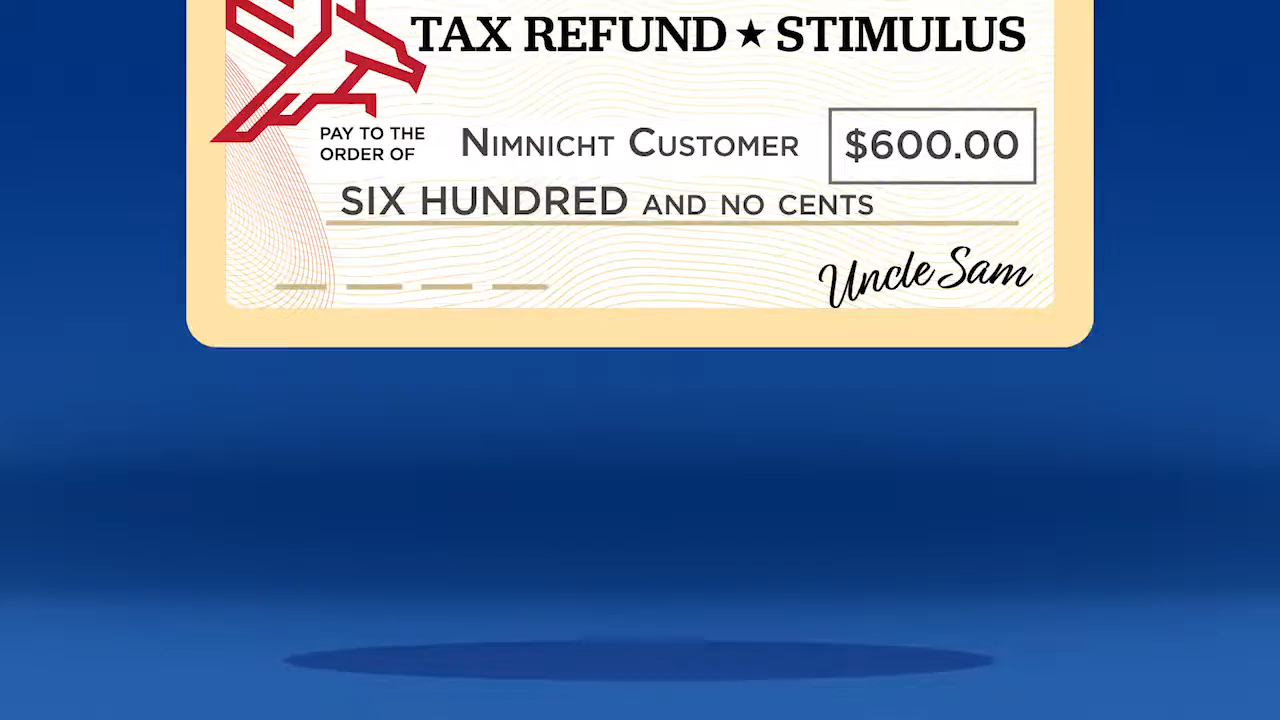 TAX REFUND ★ STIMULUS
PAY TO THE
ORDER OF
NIMNICHT CUSTOMER
$600.00
SIX HUNDRED AND NO CENTS
Uncle Sam